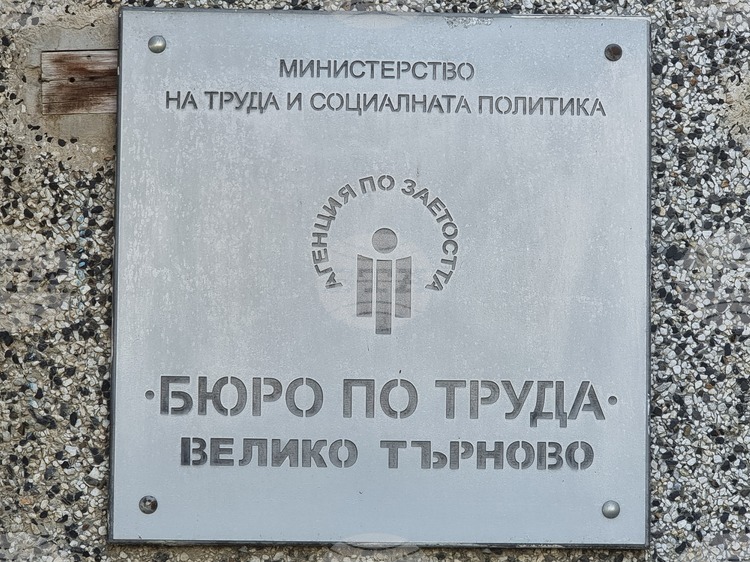 МИНИСТЕРСТВО
НА ТРУДА И СОЦИАЛНАТА ПОЛИТИКА
АГЕНЦИЯ ПО ЗАЕТОСТТА
·БЮРО ПО ТРУДА·
ВЕЛИКО ТЪРНОВО